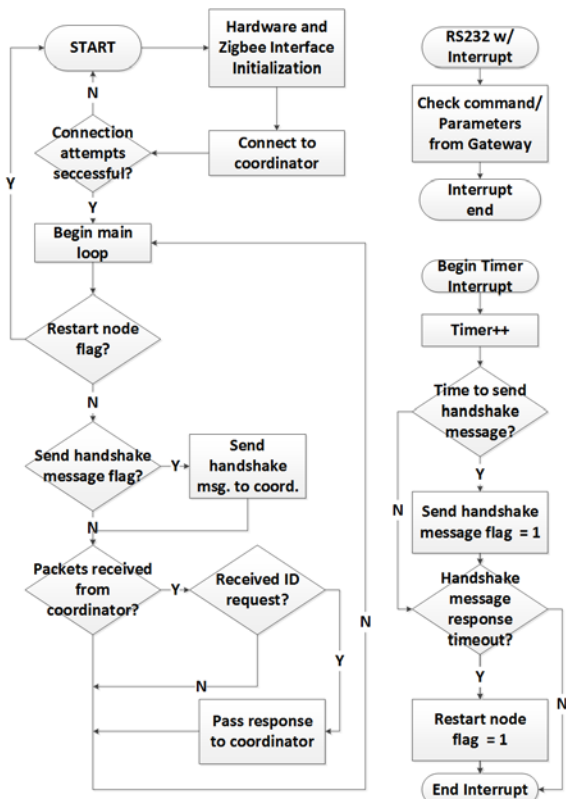 START
Hardware and
Zigbee Interface
Initialization
N
Connection
attempts
seccessful?
Connect to
coordinator
Y
Y
Begin main
loop
Restart node
flag?
N
Send handshake
message flag?
Y
Send
handshake
msg. to coord.
N
Packets received
from
coordinator?
Y
Received ID
request?
N
Y
N
Pass response
to coordinator
RS232 w/
Interrupt
Check command/
Parameters
from Gateway
Interrupt
end
Begin Timer
Interrupt
Timer++
Time to send
handshake
message?
Y
N
Send handshake
message flag = 1
Handshake
message
response
timeout?
Y
N
Restart node
flag = 1
End Interrupt